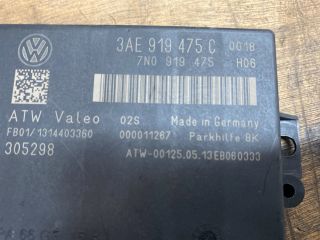 3AE 919 475 C 0018
7N0 919 475 H06
ATW Valeo 02S Made in Germany
FB01/1314403360 000011267 Parkhilfe 8K
305298 ATW-00125.05.13EB060333